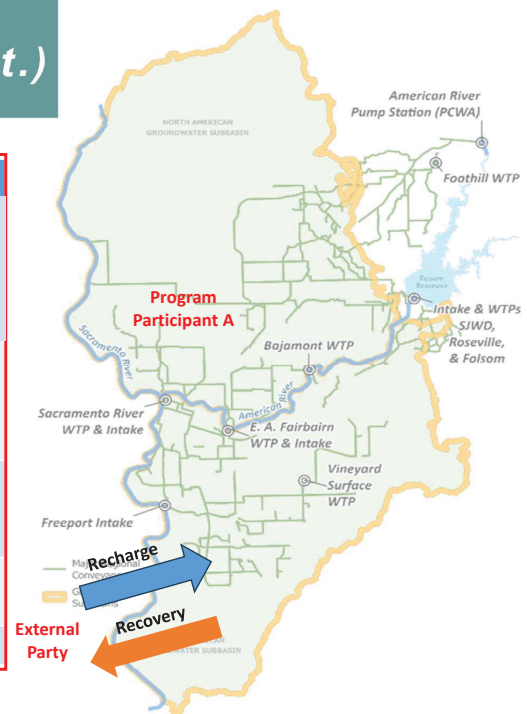 t.)
American River
Pump Station (PCWA)
NORTH AMERICAN
GROUNDWATER SUBBASIN
Foothill WTP
Folsom
Reservoir
Program
Participant A
Intake & WTPs
SJWD,
Roseville,
& Folsom
Sacramento River
Bajamont WTP
American River
Sacramento River
WTP & Intake
E. A. Fairbairn
WTP & Intake
Vineyard
Surface
WTP
Freeport Intake
Recharge
Recovery
External
Party
WATER SUBBASIN